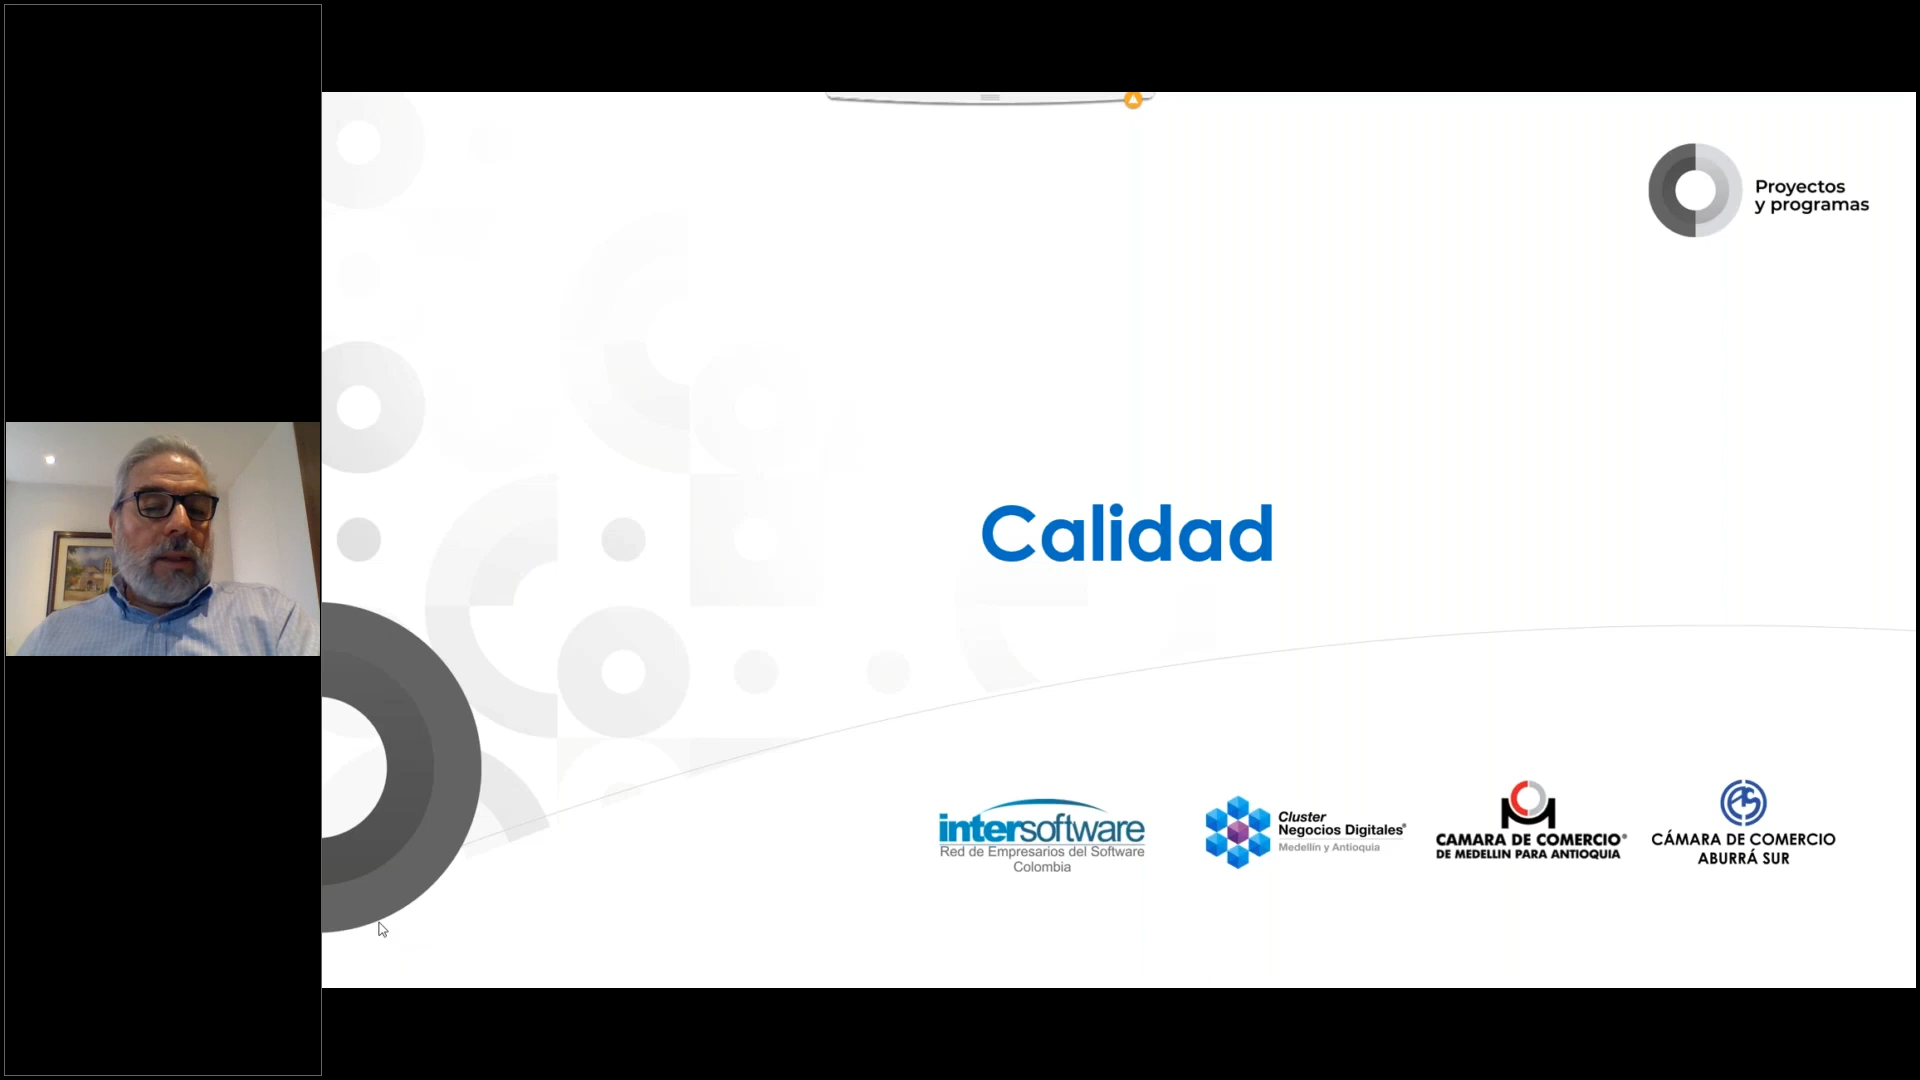 Proyectos
y programas
Calidad
intersoftware
Red de Empresarios del Software
Colombia
Cluster
Negocios Digitales®
Medellín y Antioquia
CAMARA DE COMERCIO®
DE MEDELLIN PARA ANTIOQUIA
CÁMARA DE COMERCIO
ABURRÁ SUR